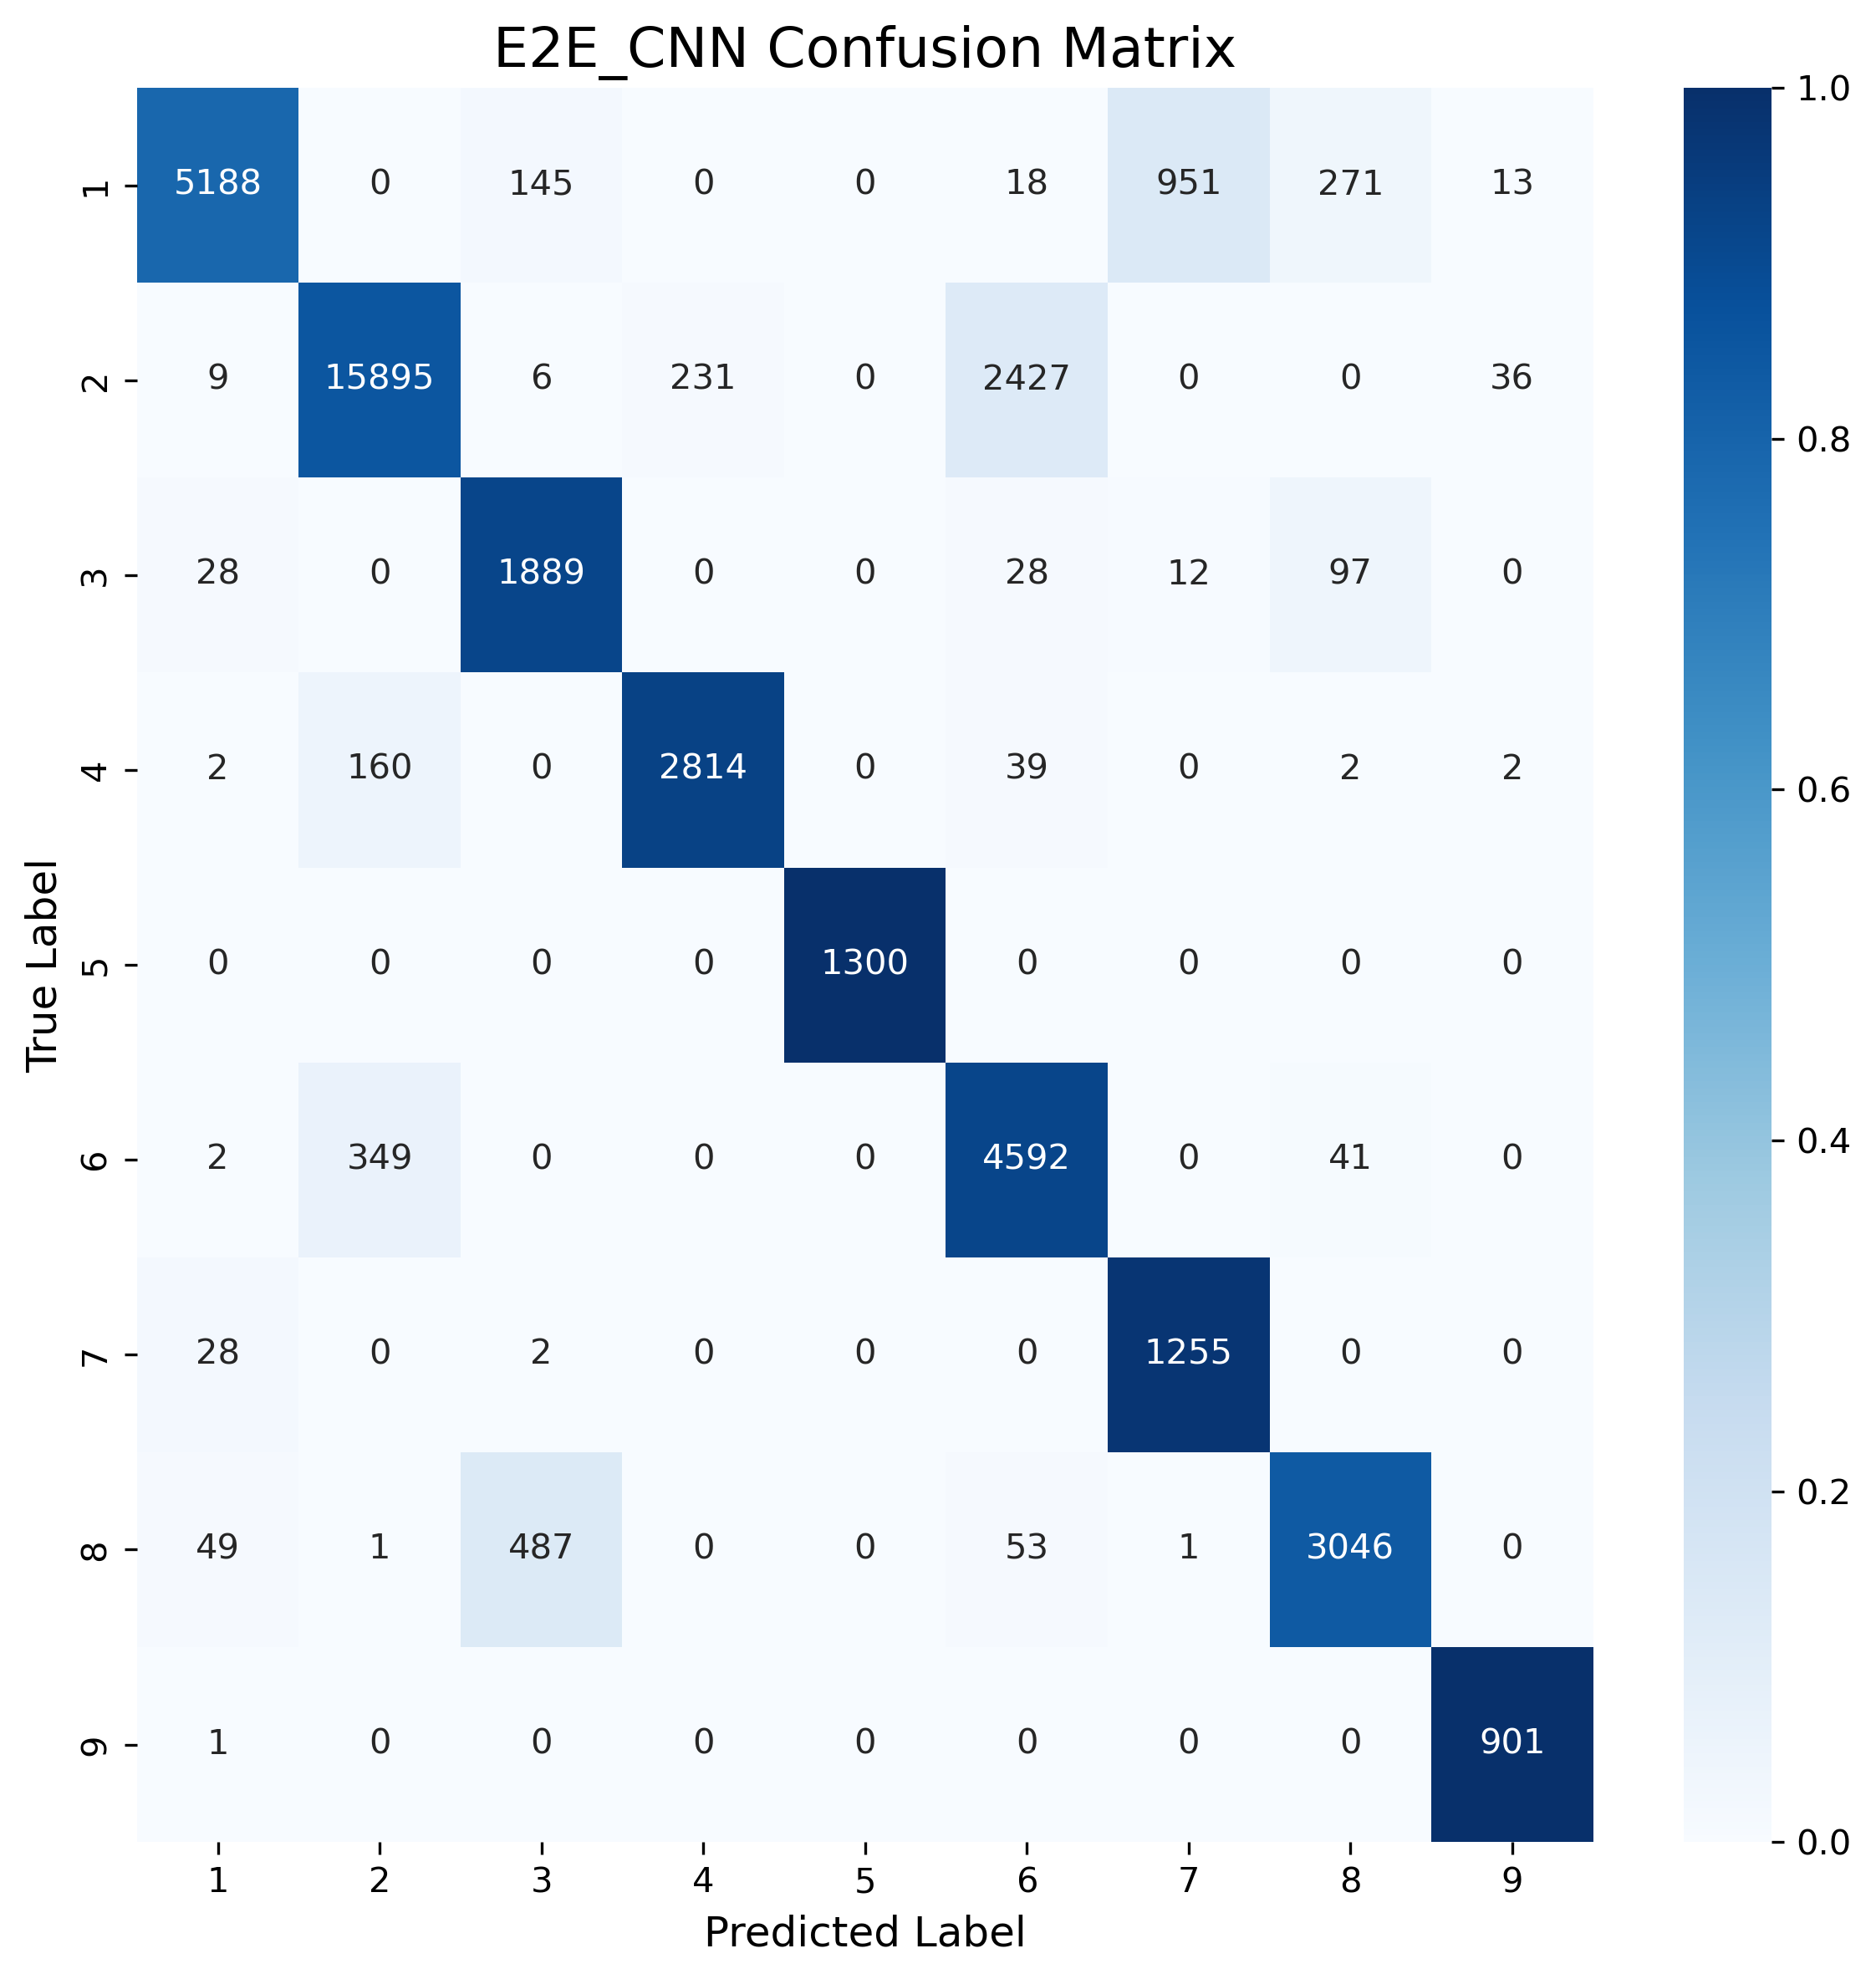 E2E_CNN Confusion Matrix
1 5188 0 145 0 0 18 951 271 13
2 9 15895 6 231 0 2427 0 0 36
3 28 0 1889 0 0 28 12 97 0
4 2 160 0 2814 0 39 0 2 2
5 0 0 0 0 1300 0 0 0 0
6 2 349 0 0 0 4592 0 41 0
7 28 0 2 0 0 0 1255 0 0
8 49 1 487 0 0 53 1 3046 0
9 1 0 0 0 0 0 0 0 901
1 2 3 4 5 6 7 8 9
True Label
Predicted Label
1.0
0.8
0.6
0.4
0.2
0.0